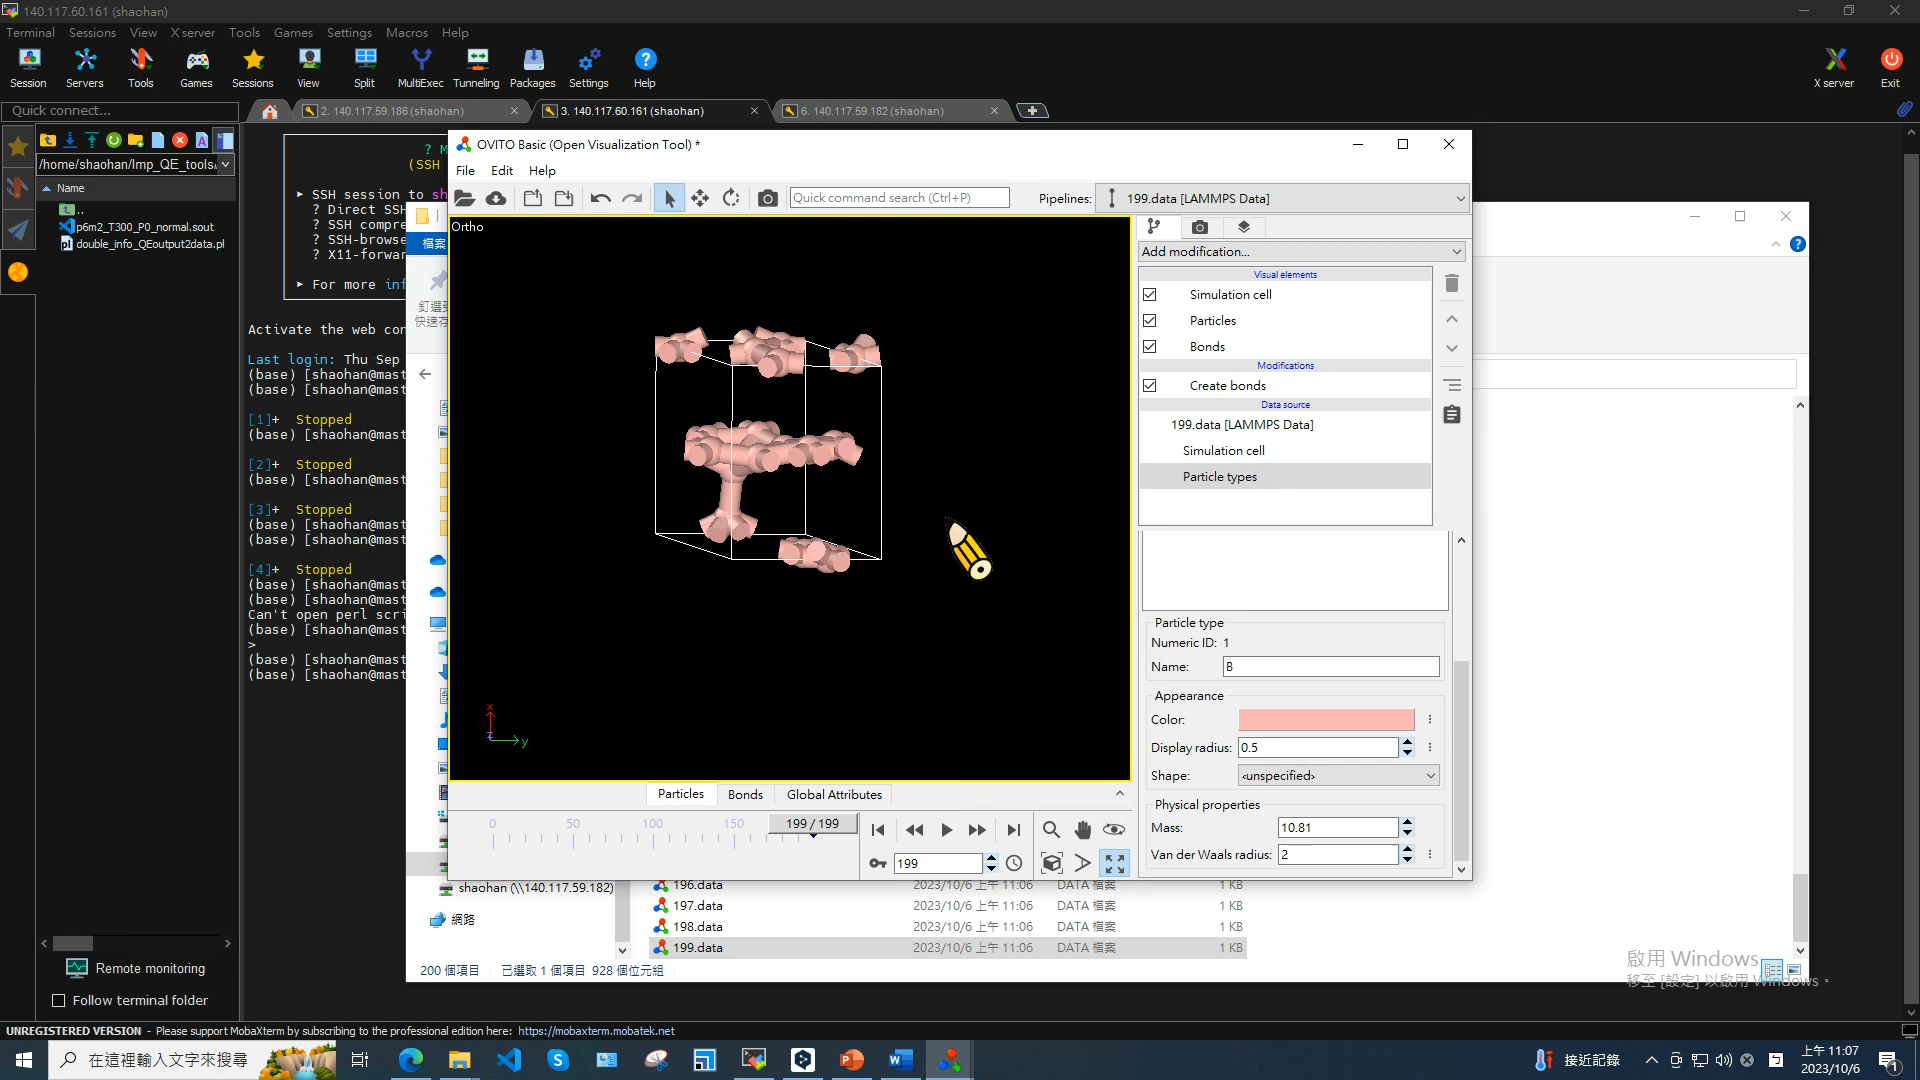 140.117.60.161 (shaohan)
Terminal Sessions View X server Tools Games Settings Macros Help
Session Servers Tools Games Sessions View Split MultiExec Tunneling Packages Settings Help X server Exit
Quick connect...
2. 140.117.59.186 (shaohan)
3. 140.117.60.161 (shaohan)
6. 140.117.59.182 (shaohan)
/home/shaohan/lmp_QE_tools/
Name
..
p6m2_T300_P0_normal.sout
double_info_QEoutput2data.pl
Remote monitoring
Follow terminal folder
? M
(SSH
➤ SSH session to sh
? Direct SSH
? SSH compre
? SSH-browse
? X11-forwar
➤ For more inf
Activate the web con
Last login: Thu Sep
(base) [shaohan@mast
(base) [shaohan@mast
[1]+ Stopped
(base) [shaohan@mast
[2]+ Stopped
(base) [shaohan@mast
[3]+ Stopped
(base) [shaohan@mast
(base) [shaohan@mast
[4]+ Stopped
(base) [shaohan@mast
(base) [shaohan@mast
Can't open perl scri
(base) [shaohan@mast
>
(base) [shaohan@mast
(base) [shaohan@mast
檔案
OVITO Basic (Open Visualization Tool) *
File Edit Help
Quick command search (Ctrl+P)
Pipelines: 199.data [LAMMPS Data]
Ortho
x
z
y
Add modification...
Visual elements
Simulation cell
Particles
Bonds
Modifications
Create bonds
Data source
199.data [LAMMPS Data]
Simulation cell
Particle types
Particle type
Numeric ID: 1
Name: B
Appearance
Color:
Display radius: 0.5
Shape: <unspecified>
Physical properties
Mass: 10.81
Van der Waals radius: 2
Particles Bonds Global Attributes
0 50 100 150 199 / 199
199
shaohan (\\140.117.59.182)
網路
196.data 2023/10/6 上午 11:06 DATA 檔案 1 KB
197.data 2023/10/6 上午 11:06 DATA 檔案 1 KB
198.data 2023/10/6 上午 11:06 DATA 檔案 1 KB
199.data 2023/10/6 上午 11:06 DATA 檔案 1 KB
200 個項目 已選取 1 個項目 928 個位元組
啟用 Windows
移至 [設定] 以啟用 Windows。
UNREGISTERED VERSION - Please support MobaXterm by subscribing to the professional edition here: https://mobaxterm.mobatek.net
在這裡輸入文字來搜尋
接近記錄
上午 11:07
2023/10/6
1